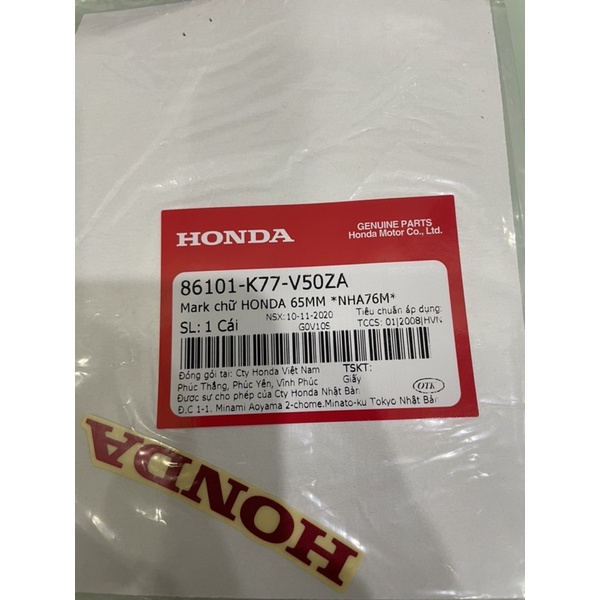 HONDA
GENUINE PARTS
Honda Motor Co., Ltd.
86101-K77-V50ZA
Mark chữ HONDA 65MM *NHA76M*
SL: 1 Cái
NSX: 10-11-2020
G0V10S
Tiêu chuẩn áp dụng:
TCCS: 01|2008|HVN
Đóng gói tại: Cty Honda Việt Nam
Phúc Thắng, Phúc Yên, Vĩnh Phúc
TSKT:
Giấy
Được sự cho phép của Cty Honda Nhật Bản
Đ.C 1-1. Minami Aoyama 2-chome.Minato-ku Tokyo Nhật Bản
OTK
HONDA